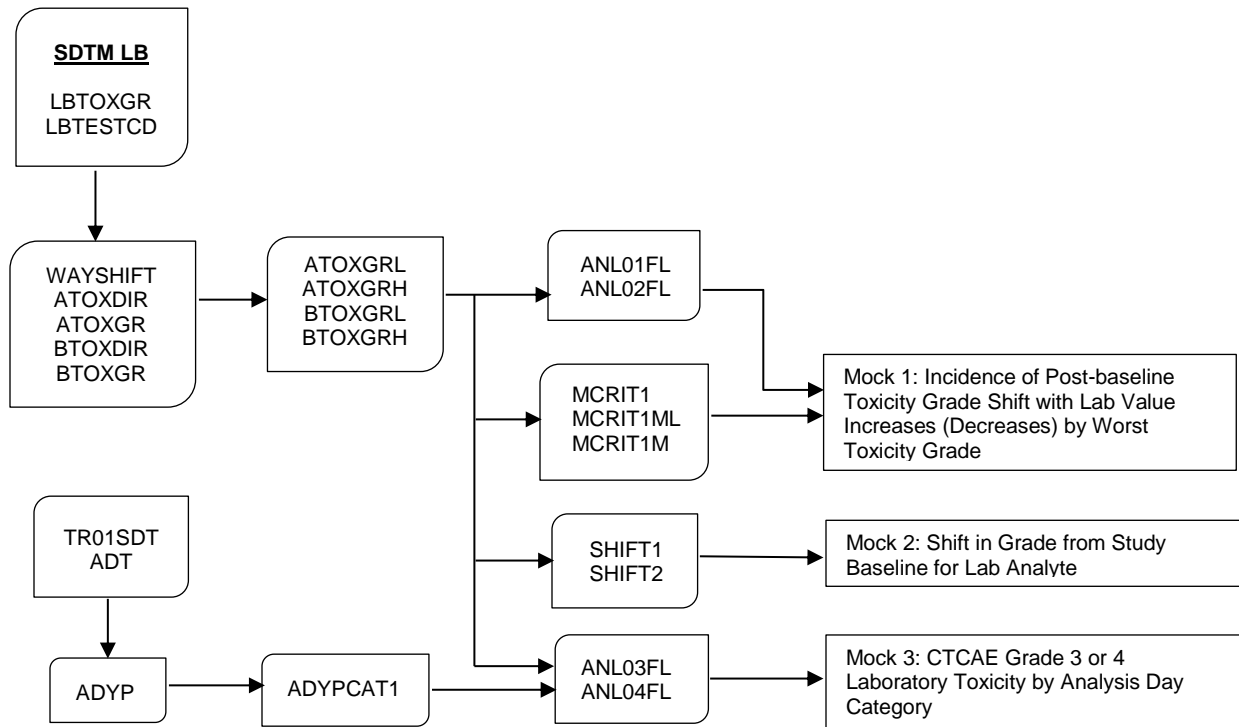 SDTM LB
LBTOXGR
LBTESTCD
WAYSHIFT
ATOXDIR
ATOXGR
BTOXDIR
BTOXGR
ATOXGRL
ATOXGRH
BTOXGRL
BTOXGRH
ANL01FL
ANL02FL
MCRIT1
MCRIT1ML
MCRIT1M
Mock 1: Incidence of Post-baseline
Toxicity Grade Shift with Lab Value
Increases (Decreases) by Worst
Toxicity Grade
TR01SDT
ADT
SHIFT1
SHIFT2
Mock 2: Shift in Grade from Study
Baseline for Lab Analyte
ADYP
ADYPCAT1
ANL03FL
ANL04FL
Mock 3: CTCAE Grade 3 or 4
Laboratory Toxicity by Analysis Day
Category